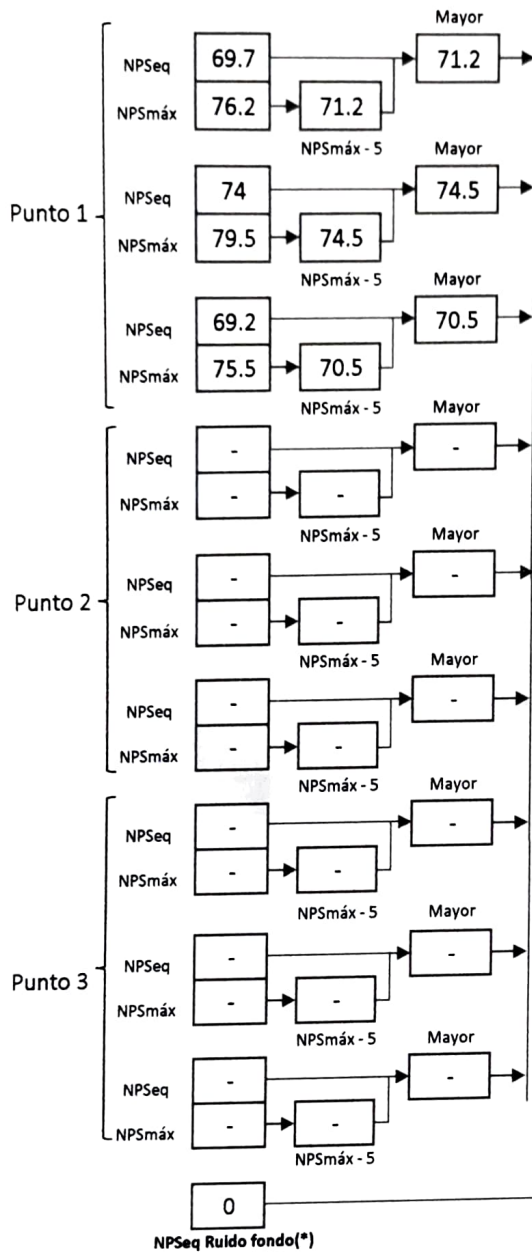 Mayor
NPSeq 69.7 71.2
NPSmáx 76.2 71.2
NPSmáx - 5
Mayor
NPSeq 74 74.5
Punto 1
NPSmáx 79.5 74.5
NPSmáx - 5
Mayor
NPSeq 69.2 70.5
NPSmáx 75.5 70.5
NPSmáx - 5
Mayor
NPSeq - -
NPSmáx - -
NPSmáx - 5
Mayor
NPSeq - -
Punto 2
NPSmáx - -
NPSmáx - 5
Mayor
NPSeq - -
NPSmáx - -
NPSmáx - 5
Mayor
NPSeq - -
NPSmáx - -
NPSmáx - 5
Mayor
NPSeq - -
Punto 3
NPSmáx - -
NPSmáx - 5
Mayor
NPSeq - -
NPSmáx - -
NPSmáx - 5
0
NPSeq Ruido fondo(*)